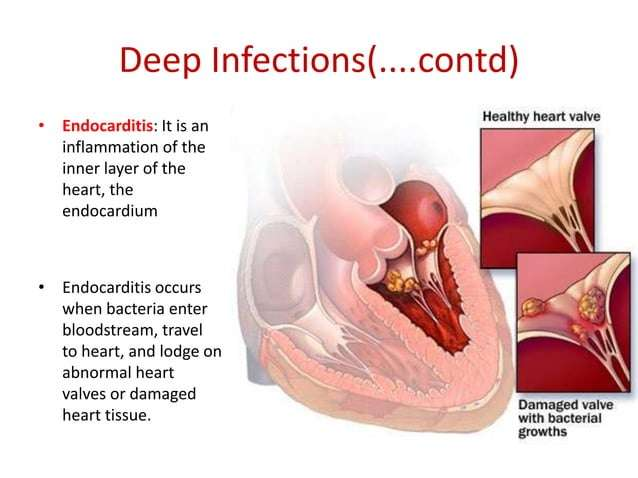 Deep Infections(....contd)
• Endocarditis: It is an
inflammation of the
inner layer of the
heart, the
endocardium
• Endocarditis occurs
when bacteria enter
bloodstream, travel
to heart, and lodge on
abnormal heart
valves or damaged
heart tissue.
Healthy heart valve
Damaged valve
with bacterial
growths